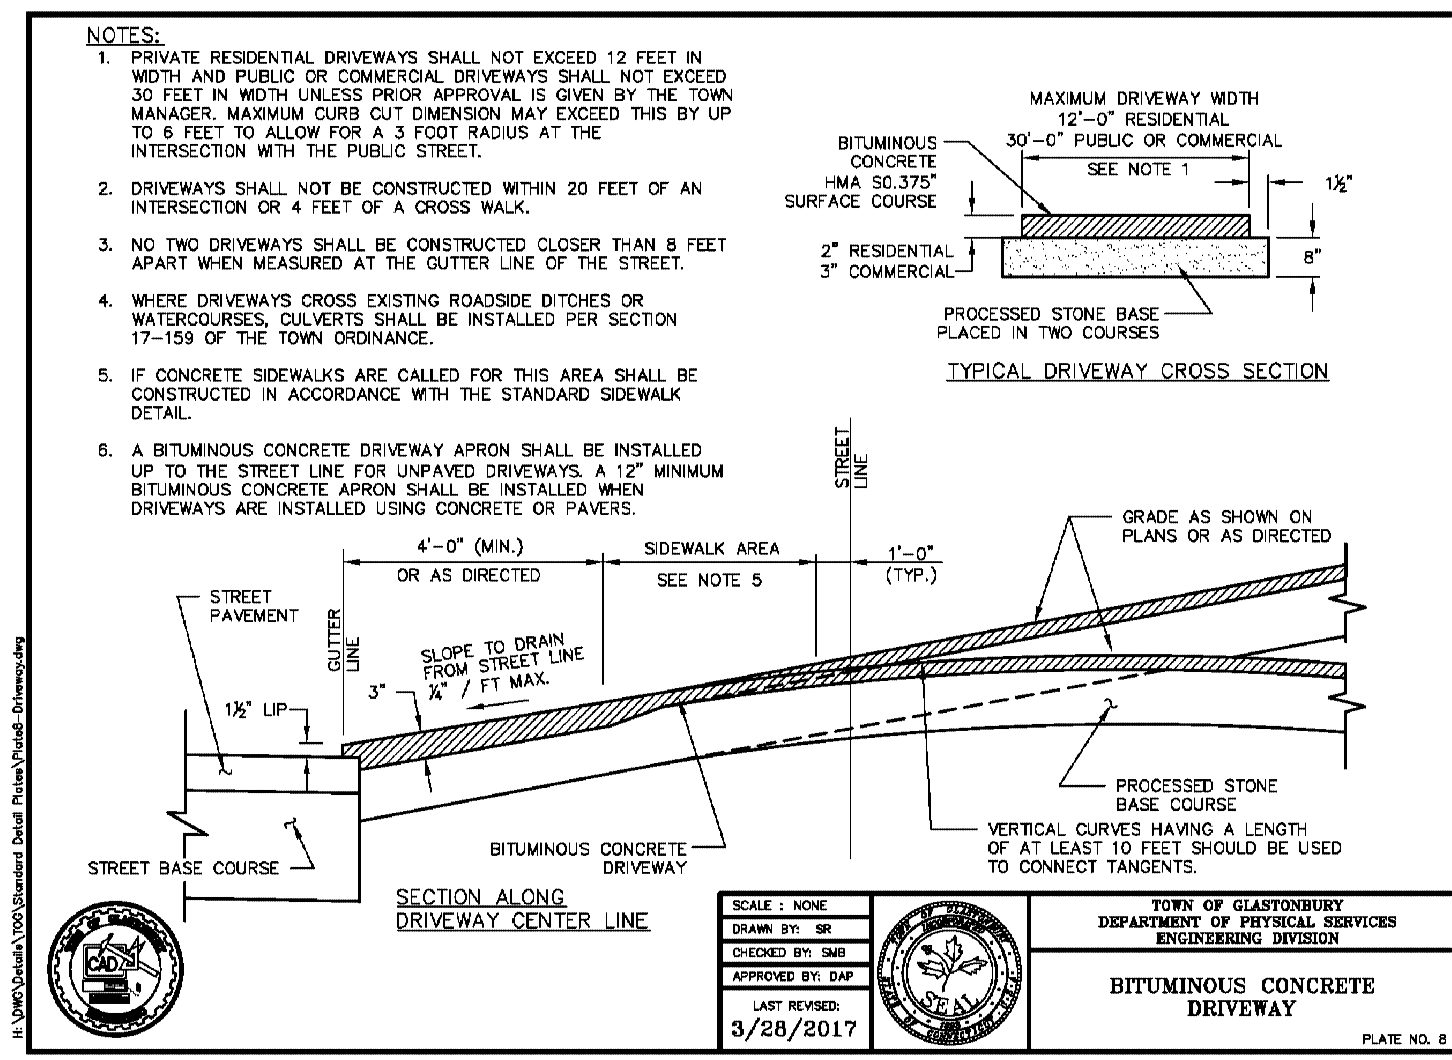 NOTES:
1. PRIVATE RESIDENTIAL DRIVEWAYS SHALL NOT EXCEED 12 FEET IN
WIDTH AND PUBLIC OR COMMERCIAL DRIVEWAYS SHALL NOT EXCEED
30 FEET IN WIDTH UNLESS PRIOR APPROVAL IS GIVEN BY THE TOWN
MANAGER. MAXIMUM CURB CUT DIMENSION MAY EXCEED THIS BY UP
TO 6 FEET TO ALLOW FOR A 3 FOOT RADIUS AT THE
INTERSECTION WITH THE PUBLIC STREET.
2. DRIVEWAYS SHALL NOT BE CONSTRUCTED WITHIN 20 FEET OF AN
INTERSECTION OR 4 FEET OF A CROSS WALK.
3. NO TWO DRIVEWAYS SHALL BE CONSTRUCTED CLOSER THAN 8 FEET
APART WHEN MEASURED AT THE GUTTER LINE OF THE STREET.
4. WHERE DRIVEWAYS CROSS EXISTING ROADSIDE DITCHES OR
WATERCOURSES, CULVERTS SHALL BE INSTALLED PER SECTION
17-159 OF THE TOWN ORDINANCE.
5. IF CONCRETE SIDEWALKS ARE CALLED FOR THIS AREA SHALL BE
CONSTRUCTED IN ACCORDANCE WITH THE STANDARD SIDEWALK
DETAIL.
6. A BITUMINOUS CONCRETE DRIVEWAY APRON SHALL BE INSTALLED
UP TO THE STREET LINE FOR UNPAVED DRIVEWAYS. A 12" MINIMUM
BITUMINOUS CONCRETE APRON SHALL BE INSTALLED WHEN
DRIVEWAYS ARE INSTALLED USING CONCRETE OR PAVERS.
MAXIMUM DRIVEWAY WIDTH
12'-0" RESIDENTIAL
30'-0" PUBLIC OR COMMERCIAL
SEE NOTE 1
BITUMINOUS
CONCRETE
HMA S0.375"
SURFACE COURSE
1½"
2" RESIDENTIAL
3" COMMERCIAL
8"
PROCESSED STONE BASE
PLACED IN TWO COURSES
TYPICAL DRIVEWAY CROSS SECTION
STREET
LINE
GRADE AS SHOWN ON
PLANS OR AS DIRECTED
4'-0" (MIN.)
OR AS DIRECTED
SIDEWALK AREA
SEE NOTE 5
1'-0"
(TYP.)
STREET
PAVEMENT
GUTTER
LINE
SLOPE TO DRAIN
FROM STREET LINE
¼" / FT MAX.
3"
1½" LIP
STREET BASE COURSE
BITUMINOUS CONCRETE
DRIVEWAY
PROCESSED STONE
BASE COURSE
VERTICAL CURVES HAVING A LENGTH
OF AT LEAST 10 FEET SHOULD BE USED
TO CONNECT TANGENTS.
SECTION ALONG
DRIVEWAY CENTER LINE
H:\DWG\Details\TOG\Standard Detail Plates\Plate8-Driveway.dwg
TOWN OF GLASTONBURY
CAD
SCALE : NONE
DRAWN BY: SR
CHECKED BY: SMB
APPROVED BY: DAP
LAST REVISED:
3/28/2017
TOWN OF GLASTONBURY
INCORPORATED
SEAL
STATE OF CONNECTICUT U.S.A.
TOWN OF GLASTONBURY
DEPARTMENT OF PHYSICAL SERVICES
ENGINEERING DIVISION
BITUMINOUS CONCRETE
DRIVEWAY
PLATE NO. 8